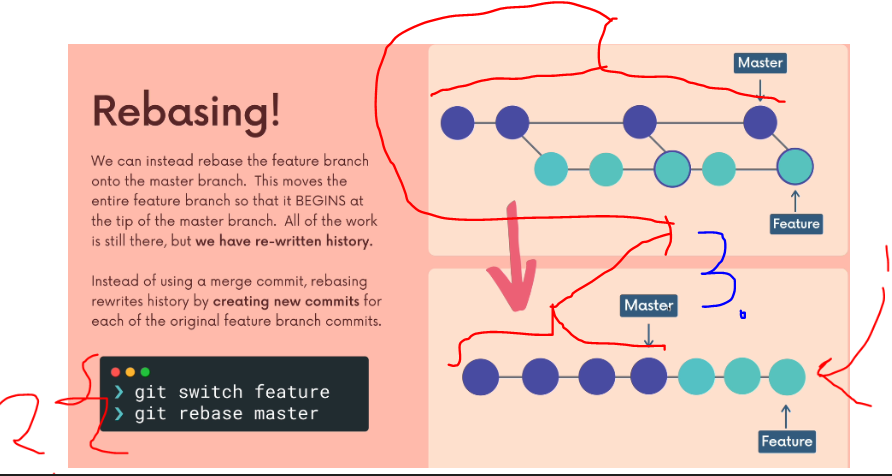 Rebasing!
We can instead rebase the feature branch
onto the master branch. This moves the
entire feature branch so that it BEGINS at
the tip of the master branch. All of the work
is still there, but we have re-written history.
Instead of using a merge commit, rebasing
rewrites history by creating new commits for
each of the original feature branch commits.
❯ git switch feature
❯ git rebase master
2
Master
Feature
3.
1
Master
Feature